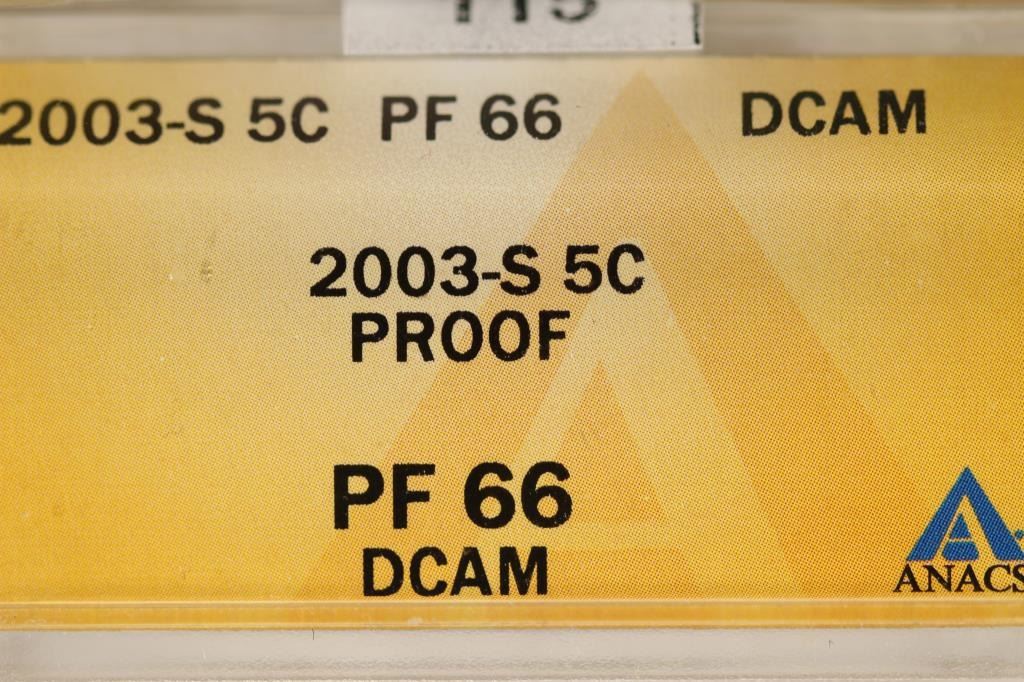 2003-S 5C PF 66 DCAM
2003-S 5C
PROOF
PF 66
DCAM
ANACS